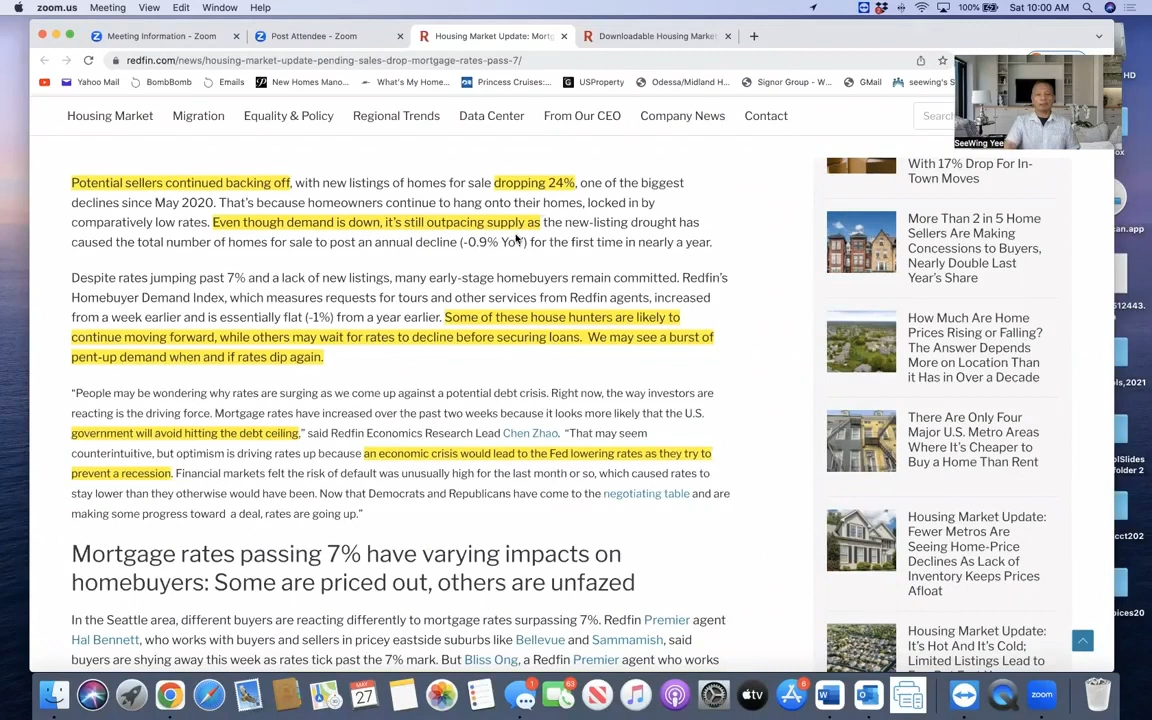 zoom.us Meeting View Edit Window Help 100% Sat 10:00 AM
Meeting Information - Zoom Post Attendee - Zoom Housing Market Update: Mort Downloadable Housing Market
redfin.com/news/housing-market-update-pending-sales-drop-mortgage-rates-pass-7/
Yahoo Mail BombBomb Emails New Homes Mano... What's My Home... Princess Cruises:... USProperty Odessa/Midland H... Signor Group - W... GMail seewing's S
HD
SeeWing Yee
Housing Market Migration Equality & Policy Regional Trends Data Center From Our CEO Company News Contact Search
Potential sellers continued backing off, with new listings of homes for sale dropping 24%, one of the biggest
declines since May 2020. That's because homeowners continue to hang onto their homes, locked in by
comparatively low rates. Even though demand is down, it's still outpacing supply as the new-listing drought has
caused the total number of homes for sale to post an annual decline (-0.9% YoY) for the first time in nearly a year.
Despite rates jumping past 7% and a lack of new listings, many early-stage homebuyers remain committed. Redfin's
Homebuyer Demand Index, which measures requests for tours and other services from Redfin agents, increased
from a week earlier and is essentially flat (-1%) from a year earlier. Some of these house hunters are likely to
continue moving forward, while others may wait for rates to decline before securing loans. We may see a burst of
pent-up demand when and if rates dip again.
“People may be wondering why rates are surging as we come up against a potential debt crisis. Right now, the way investors are
reacting is the driving force. Mortgage rates have increased over the past two weeks because it looks more likely that the U.S.
government will avoid hitting the debt ceiling,” said Redfin Economics Research Lead Chen Zhao. “That may seem
counterintuitive, but optimism is driving rates up because an economic crisis would lead to the Fed lowering rates as they try to
prevent a recession. Financial markets felt the risk of default was unusually high for the last month or so, which caused rates to
stay lower than they otherwise would have been. Now that Democrats and Republicans have come to the negotiating table and are
making some progress toward a deal, rates are going up.”
Mortgage rates passing 7% have varying impacts on
homebuyers: Some are priced out, others are unfazed
In the Seattle area, different buyers are reacting differently to mortgage rates surpassing 7%. Redfin Premier agent
Hal Bennett, who works with buyers and sellers in pricey eastside suburbs like Bellevue and Sammamish, said
buyers are shying away this week as rates tick past the 7% mark. But Bliss Ong, a Redfin Premier agent who works
With 17% Drop For In-
Town Moves
More Than 2 in 5 Home
Sellers Are Making
Concessions to Buyers,
Nearly Double Last
Year's Share
How Much Are Home
Prices Rising or Falling?
The Answer Depends
More on Location Than
it Has in Over a Decade
There Are Only Four
Major U.S. Metro Areas
Where It's Cheaper to
Buy a Home Than Rent
Housing Market Update:
Fewer Metros Are
Seeing Home-Price
Declines As Lack of
Inventory Keeps Prices
Afloat
Housing Market Update:
It's Hot And It's Cold;
Limited Listings Lead to
can.app
512443.
ols,2021
olSlides
folder 2
cct202
oices20
MAY
27
1
63
6
tv
zoom